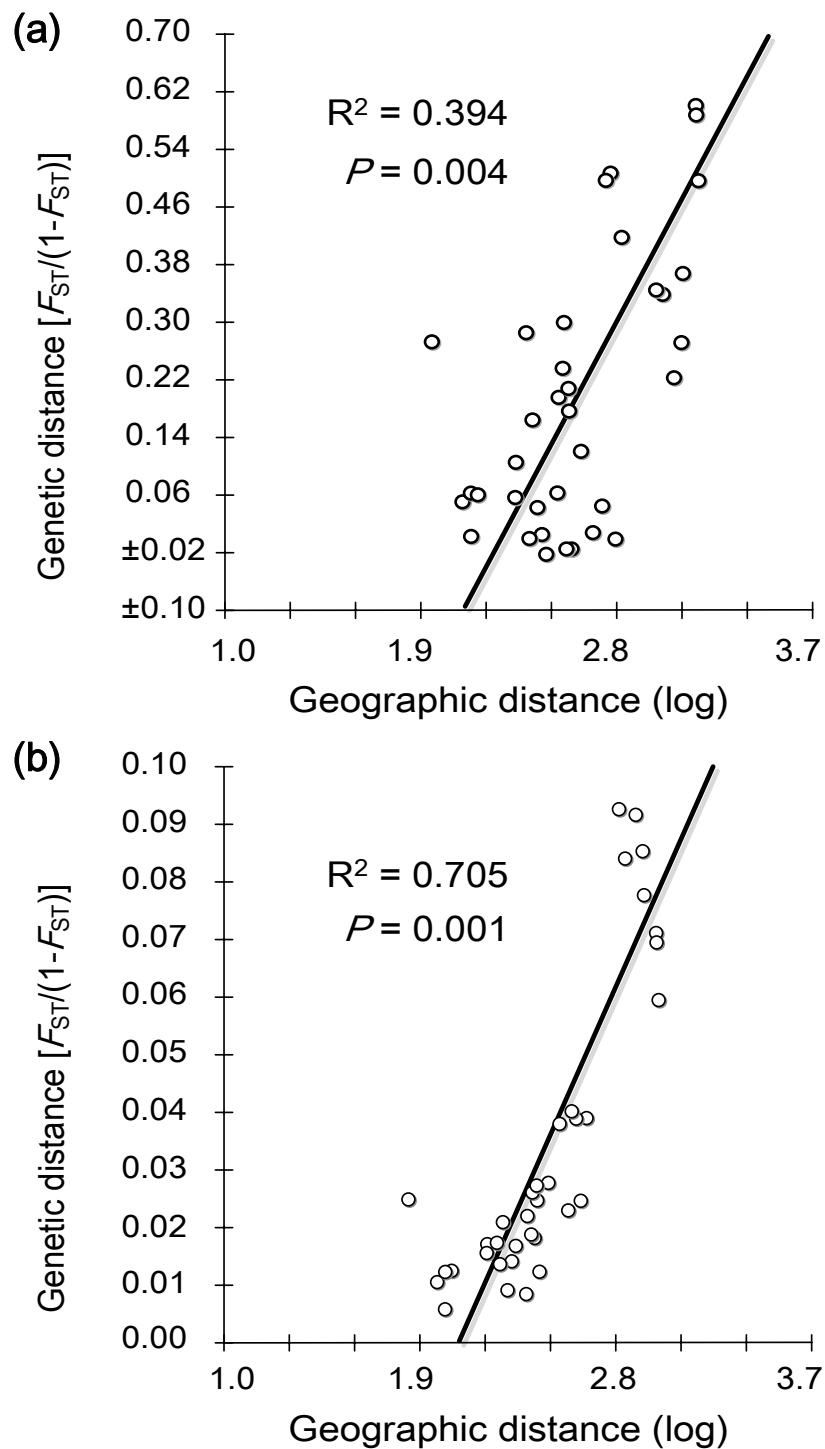 (a)
Genetic distance [FST/(1-FST)]
0.70
0.62
0.54
0.46
0.38
0.30
0.22
0.14
0.06
±0.02
±0.10
R² = 0.394
P = 0.004
1.0 1.9 2.8 3.7
Geographic distance (log)
(b)
Genetic distance [FST/(1-FST)]
0.10
0.09
0.08
0.07
0.06
0.05
0.04
0.03
0.02
0.01
0.00
R² = 0.705
P = 0.001
1.0 1.9 2.8 3.7
Geographic distance (log)